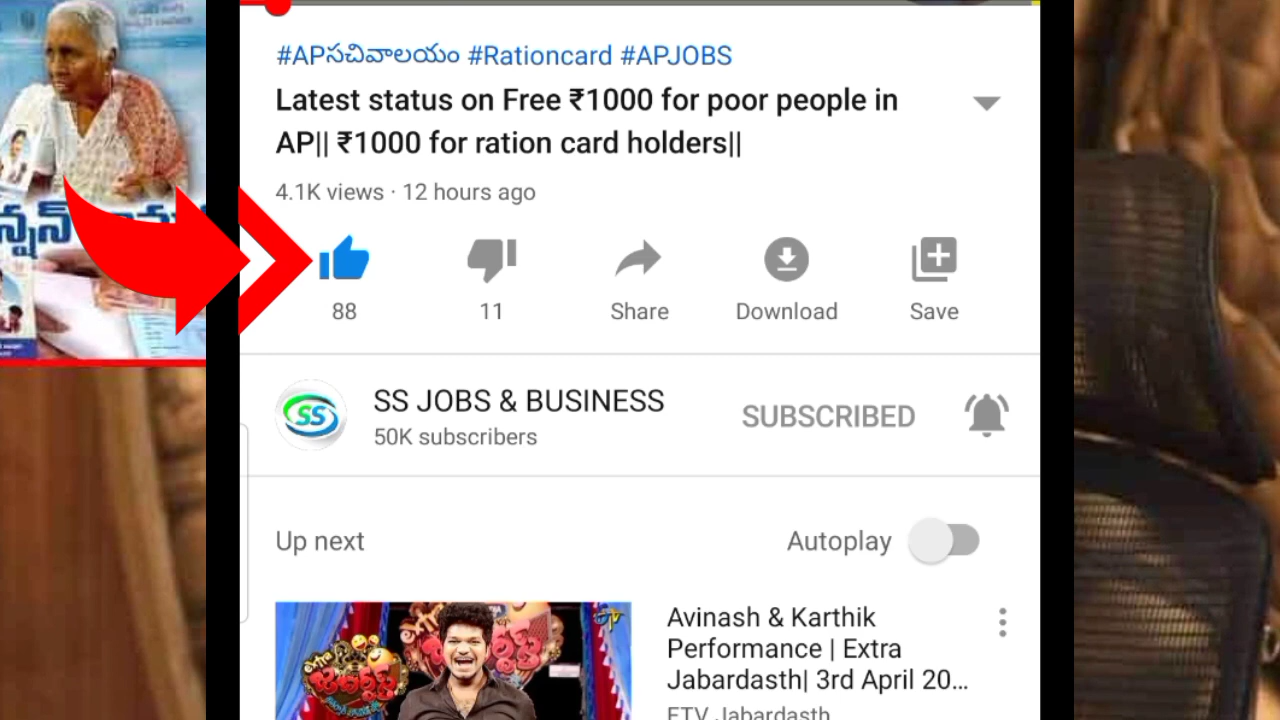 #APసచివాలయం #Rationcard #APJOBS
Latest status on Free ₹1000 for poor people in
AP|| ₹1000 for ration card holders||
4.1K views · 12 hours ago
88
11
Share
Download
Save
SS
SS JOBS & BUSINESS
50K subscribers
SUBSCRIBED
Up next
Autoplay
Avinash & Karthik
Performance | Extra
Jabardasth| 3rd April 20...
ETV Jabardasth